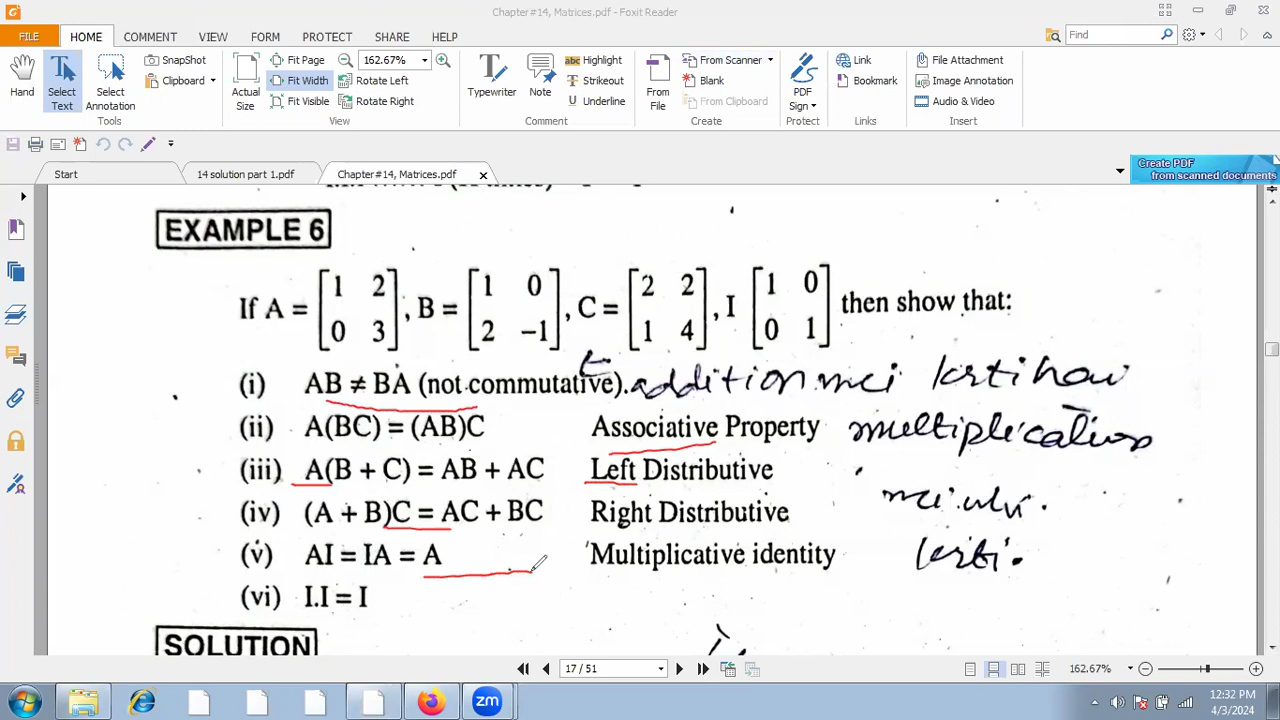 Chapter#14, Matrices.pdf - Foxit Reader
FILE HOME COMMENT VIEW FORM PROTECT SHARE HELP
Find
Hand
Select Text
Select Annotation
SnapShot
Clipboard
Tools
Actual Size
Fit Page
Fit Width
Fit Visible
162.67%
Rotate Left
Rotate Right
View
Typewriter
Note
Highlight
Strikeout
Underline
Comment
From File
From Scanner
Blank
From Clipboard
Create
PDF Sign
Protect
Link
Bookmark
Links
File Attachment
Image Annotation
Audio & Video
Insert
Start
14 solution part 1.pdf
Chapter#14, Matrices.pdf
Create PDF
from scanned documents
EXAMPLE 6
If A = [1 2 0 3], B = [1 0 2 –1], C = [2 2 1 4], I [1 0 0 1] then show that:
(i) AB ≠ BA (not commutative). addition mei krti how
(ii) A(BC) = (AB)C Associative Property multiplication
(iii) A(B + C) = AB + AC Left Distributive
mei
(iv) (A + B)C = AC + BC Right Distributive
(v) AI = IA = A Multiplicative identity krti.
(vi) I.I = I
SOLUTION
17 / 51
162.67%
zm
12:32 PM
4/3/2024